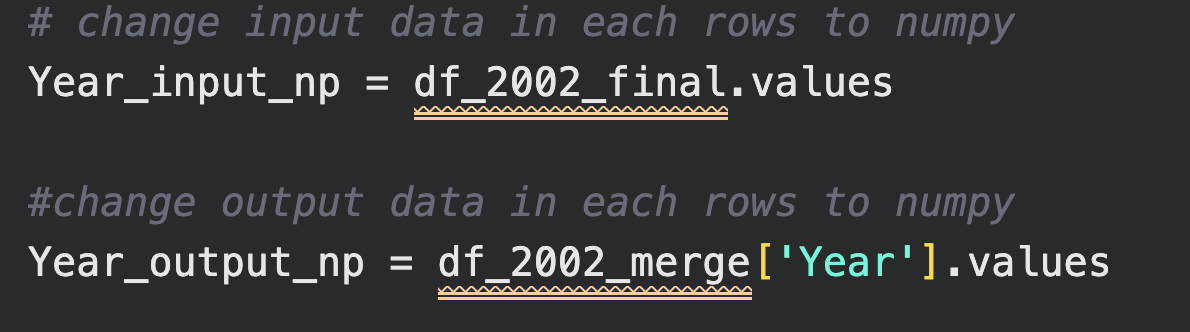 # change input data in each rows to numpy
Year_input_np = df_2002_final.values
#change output data in each rows to numpy
Year_output_np = df_2002_merge['Year'].values